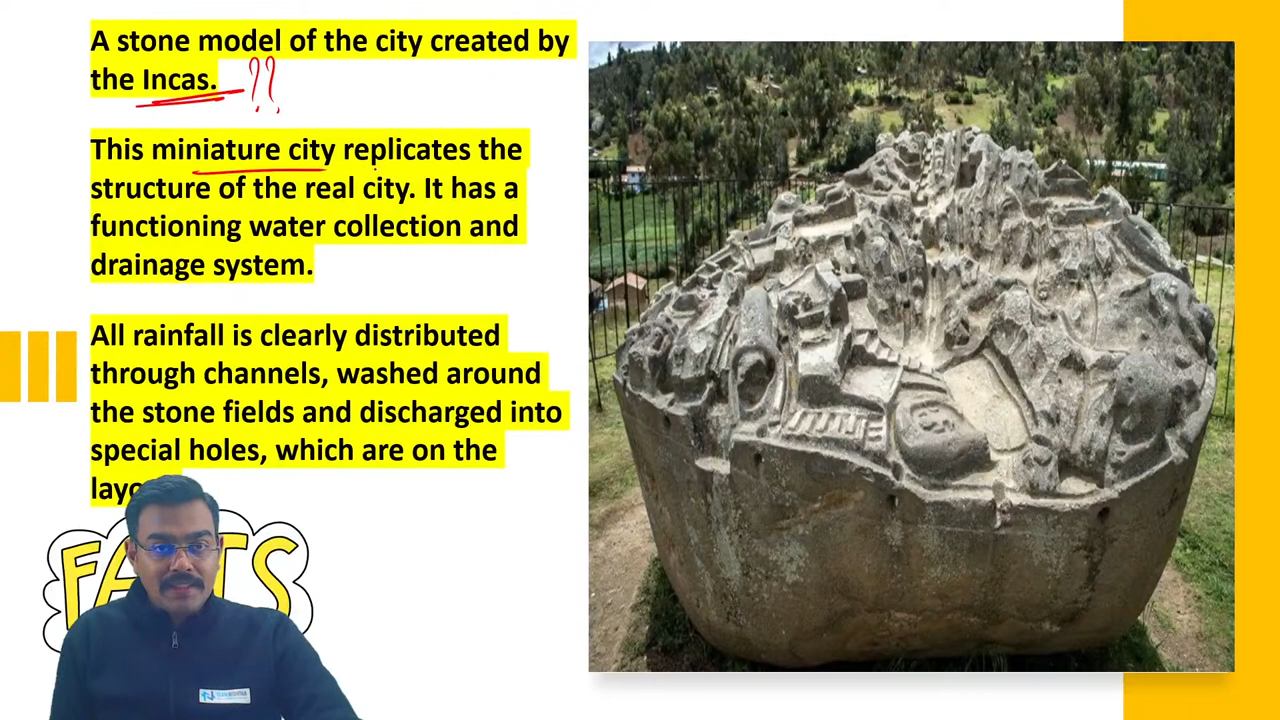 A stone model of the city created by
the Incas. ??
This miniature city replicates the
structure of the real city. It has a
functioning water collection and
drainage system.
All rainfall is clearly distributed
through channels, washed around
the stone fields and discharged into
special holes, which are on the